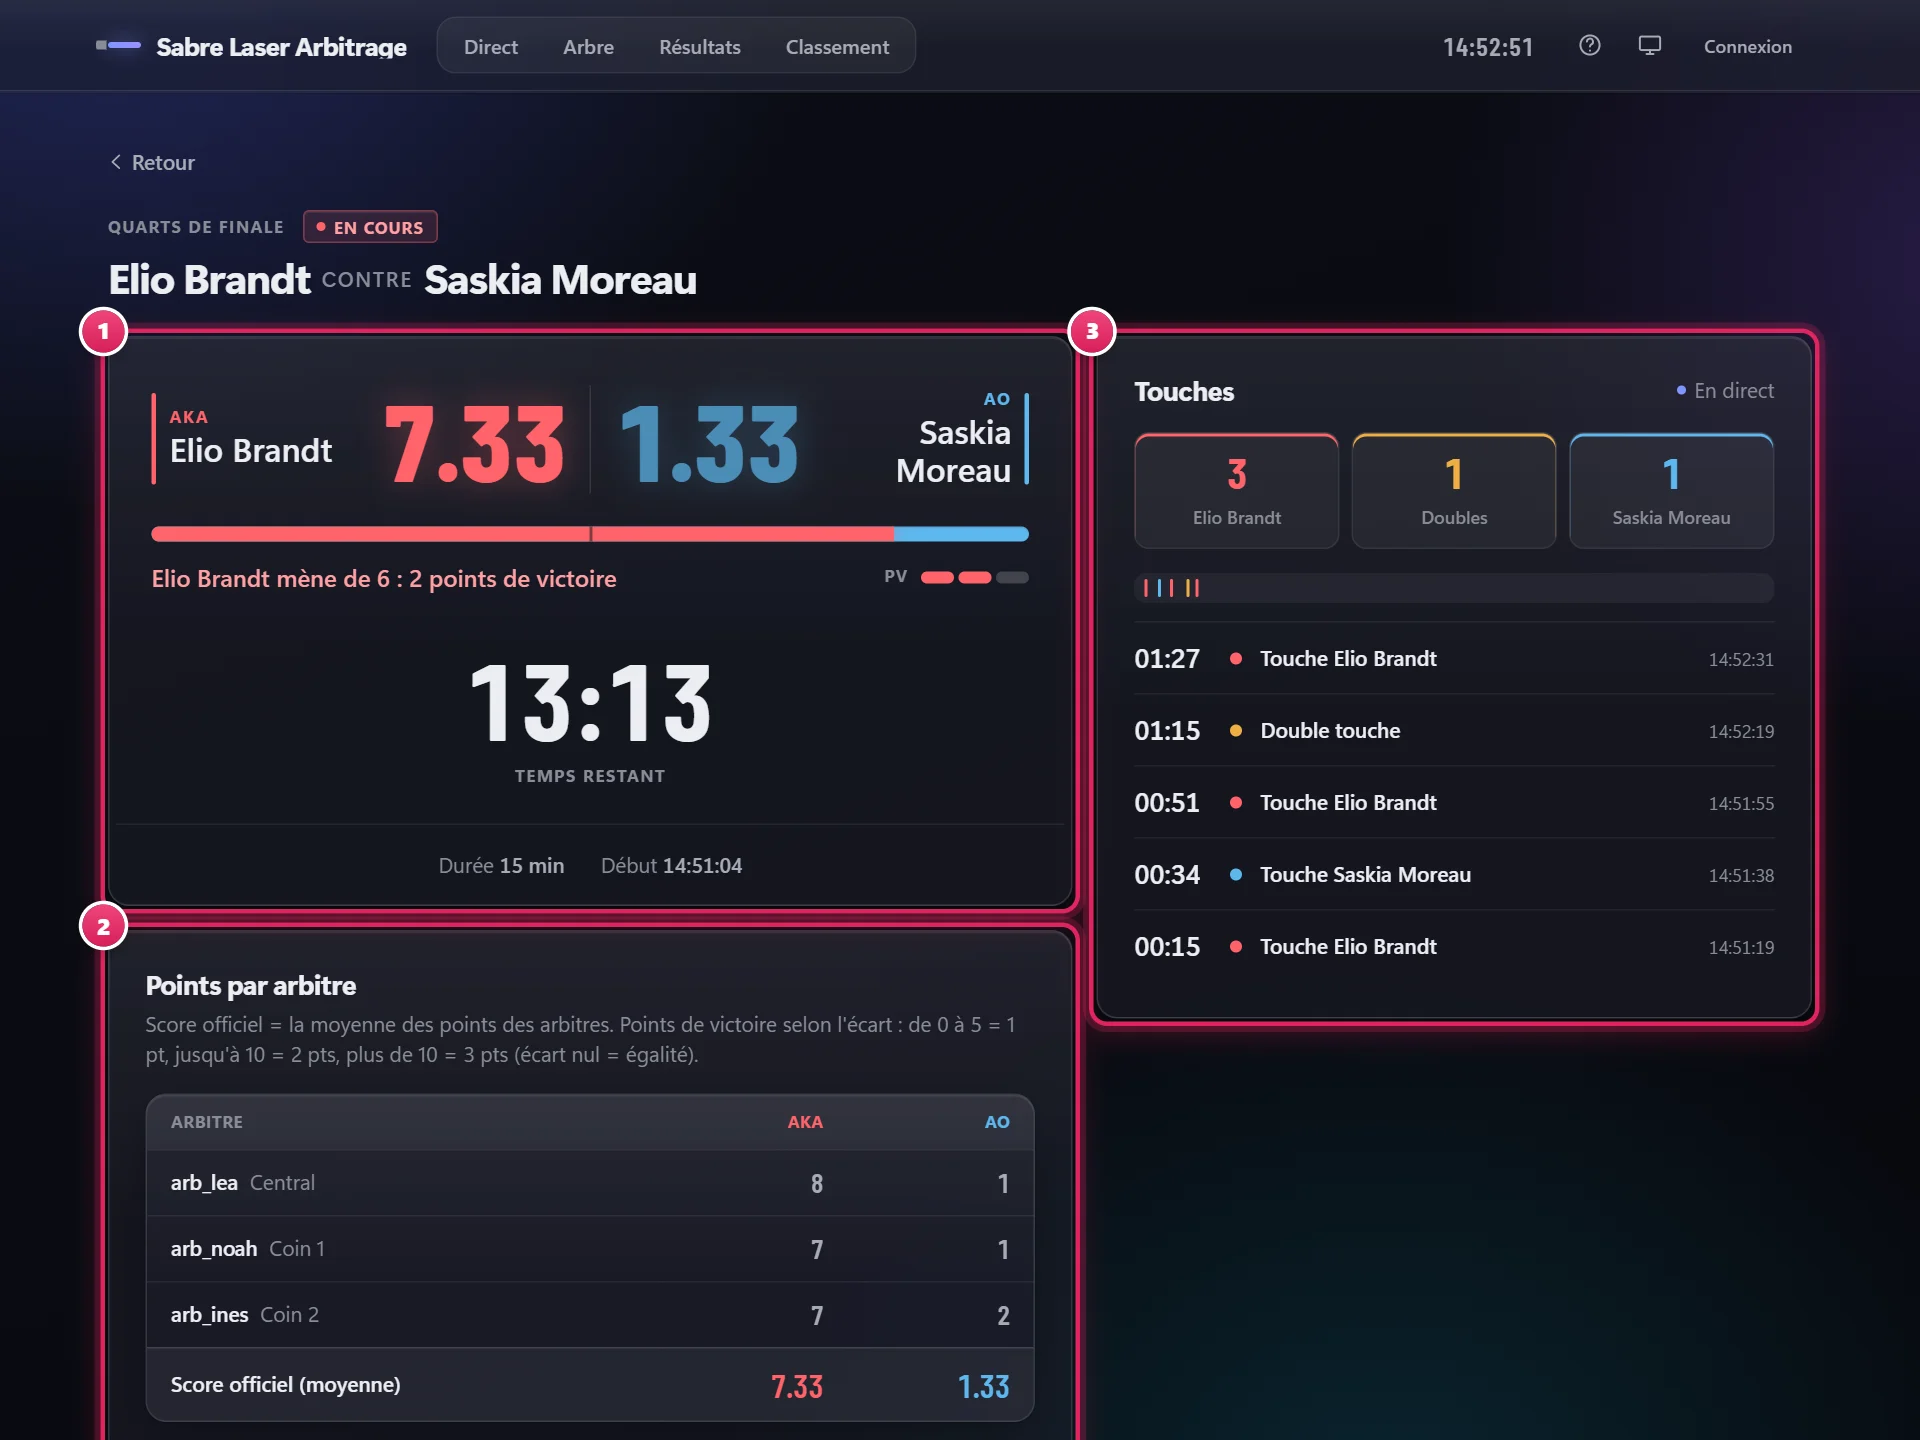 Sabre Laser Arbitrage
Direct
Arbre
Résultats
Classement
14:52:51
Connexion
Retour
QUARTS DE FINALE
EN COURS
Elio Brandt CONTRE Saskia Moreau
1
AKA
Elio Brandt
7.33
1.33
AO
Saskia
Moreau
Elio Brandt mène de 6 : 2 points de victoire
PV
13:13
TEMPS RESTANT
Durée 15 min
Début 14:51:04
2
Points par arbitre
Score officiel = la moyenne des points des arbitres. Points de victoire selon l'écart : de 0 à 5 = 1
pt, jusqu'à 10 = 2 pts, plus de 10 = 3 pts (écart nul = égalité).
ARBITRE AKA AO
arb_lea Central 8 1
arb_noah Coin 1 7 1
arb_ines Coin 2 7 2
Score officiel (moyenne) 7.33 1.33
3
Touches
En direct
3
Elio Brandt
1
Doubles
1
Saskia Moreau
01:27 Touche Elio Brandt 14:52:31
01:15 Double touche 14:52:19
00:51 Touche Elio Brandt 14:51:55
00:34 Touche Saskia Moreau 14:51:38
00:15 Touche Elio Brandt 14:51:19